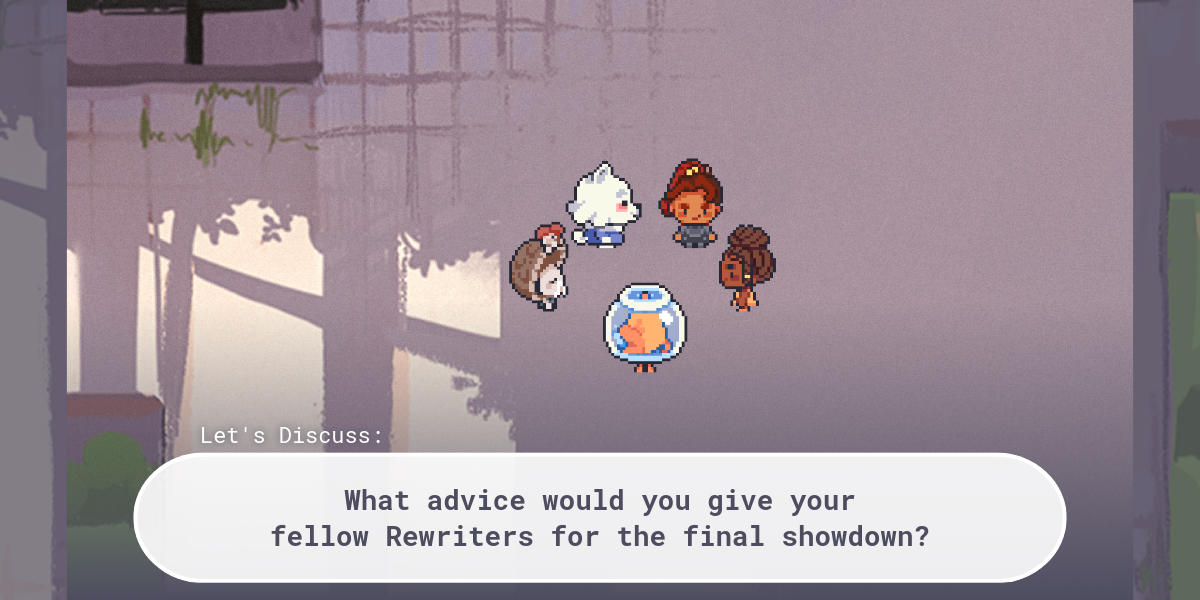 Let's Discuss:
What advice would you give your
fellow Rewriters for the final showdown?